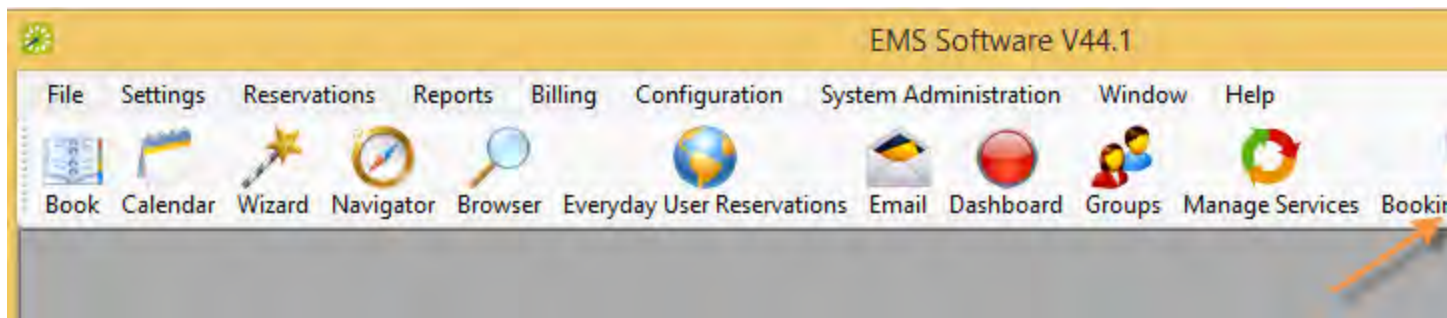 EMS Software V44.1
File Settings Reservations Reports Billing Configuration System Administration Window Help
Book Calendar Wizard Navigator Browser Everyday User Reservations Email Dashboard Groups Manage Services